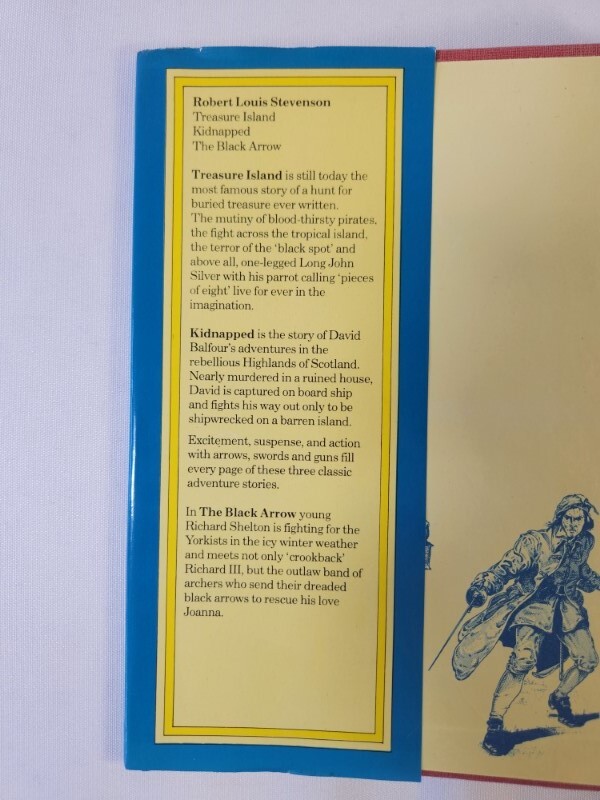 Robert Louis Stevenson
Treasure Island
Kidnapped
The Black Arrow
Treasure Island is still today the
most famous story of a hunt for
buried treasure ever written.
The mutiny of blood-thirsty pirates,
the fight across the tropical island,
the terror of the 'black spot' and
above all, one-legged Long John
Silver with his parrot calling 'pieces
of eight' live for ever in the
imagination.
Kidnapped is the story of David
Balfour's adventures in the
rebellious Highlands of Scotland.
Nearly murdered in a ruined house,
David is captured on board ship
and fights his way out only to be
shipwrecked on a barren island.
Excitement, suspense, and action
with arrows, swords and guns fill
every page of these three classic
adventure stories.
In The Black Arrow young
Richard Shelton is fighting for the
Yorkists in the icy winter weather
and meets not only 'crookback'
Richard III, but the outlaw band of
archers who send their dreaded
black arrows to rescue his love
Joanna.